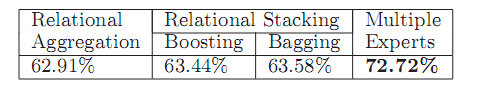 Relational Relational Stacking Multiple
Aggregation Boosting Bagging Experts
62.91% 63.44% 63.58% 72.72%